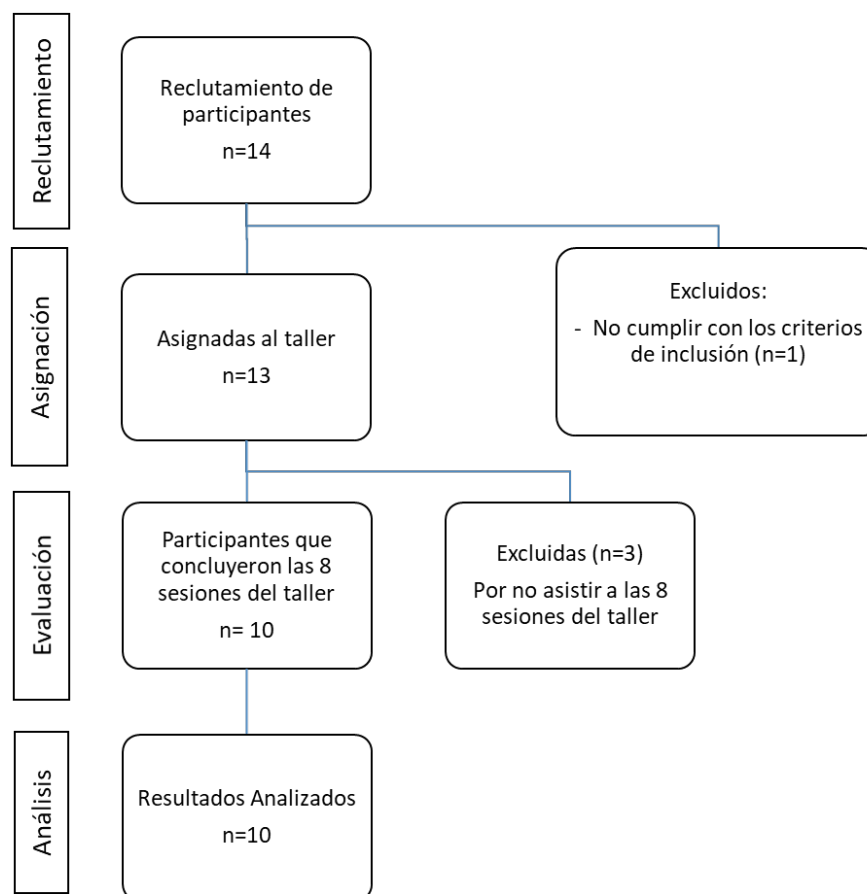 Reclutamiento
Reclutamiento de
participantes
n=14
Asignación
Asignadas al taller
n=13
Excluidos:
- No cumplir con los criterios
de inclusión (n=1)
Evaluación
Participantes que
concluyeron las 8
sesiones del taller
n= 10
Excluidas (n=3)
Por no asistir a las 8
sesiones del taller
Análisis
Resultados Analizados
n=10